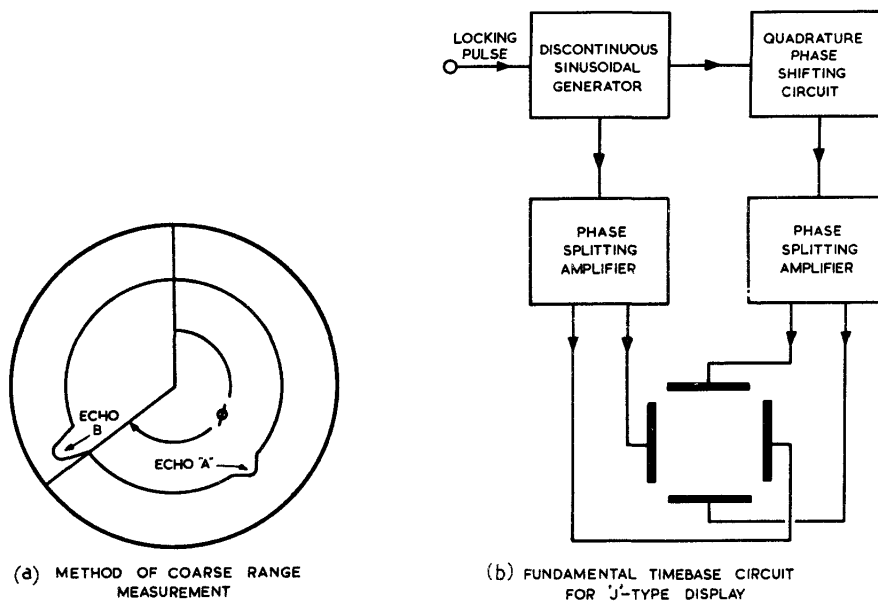 ECHO
B
φ
ECHO "A"
(a) METHOD OF COARSE RANGE
MEASUREMENT
LOCKING
PULSE
DISCONTINUOUS
SINUSOIDAL
GENERATOR
QUADRATURE
PHASE
SHIFTING
CIRCUIT
PHASE
SPLITTING
AMPLIFIER
PHASE
SPLITTING
AMPLIFIER
(b) FUNDAMENTAL TIMEBASE CIRCUIT
FOR 'J'-TYPE DISPLAY